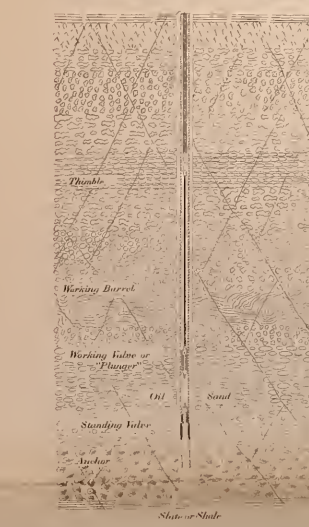 Thimble
Working Barrel
Working Valve or
"Plunger"
Oil Sand
Standing Valve
Anchor
Slate or Shale